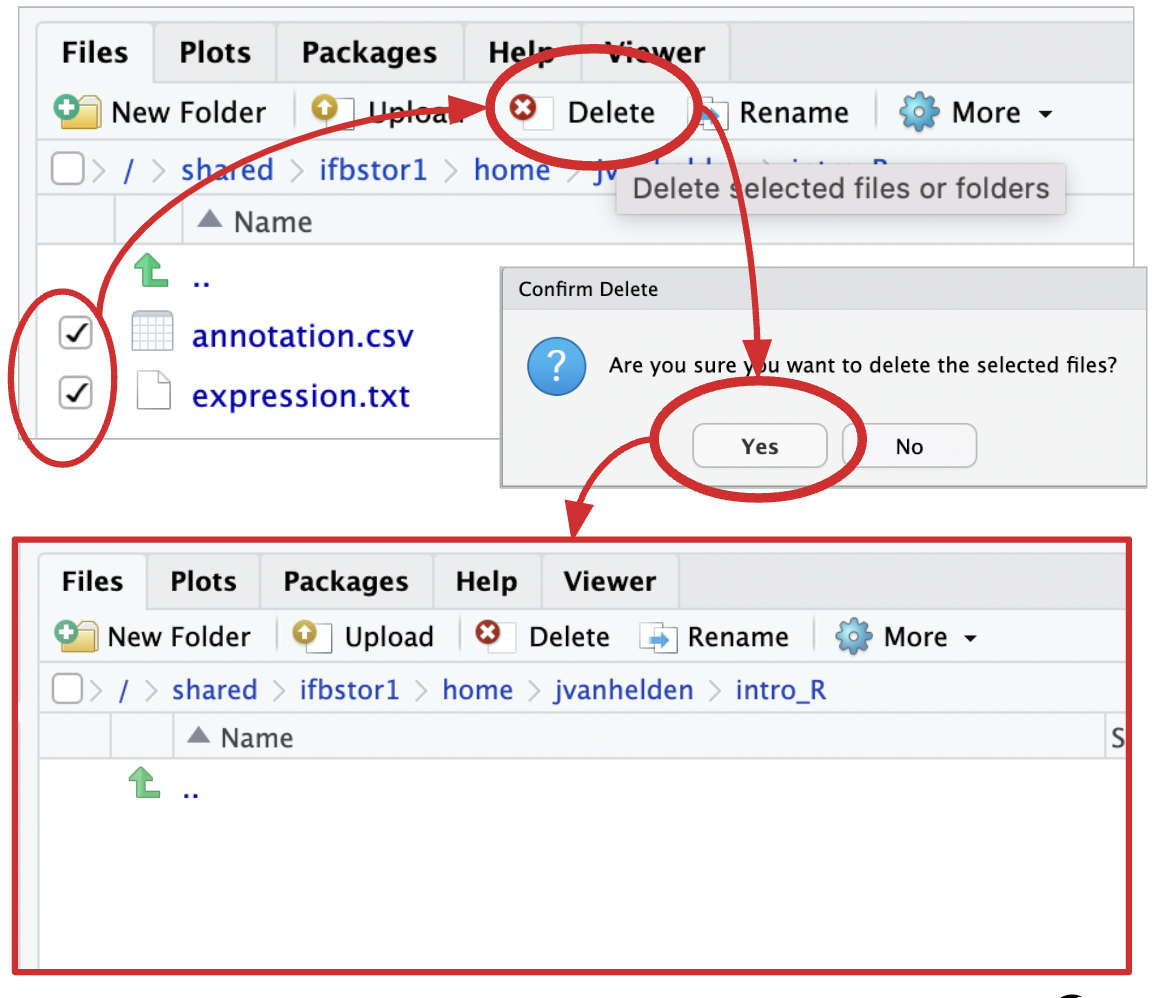 Files Plots Packages Help Viewer
New Folder Upload Delete Rename More
/ shared ifbstor1 home
Delete selected files or folders
Name
..
annotation.csv
expression.txt
Confirm Delete
Are you sure you want to delete the selected files?
Yes No
Files Plots Packages Help Viewer
New Folder Upload Delete Rename More
/ shared ifbstor1 home jvanhelden intro_R
Name S
..